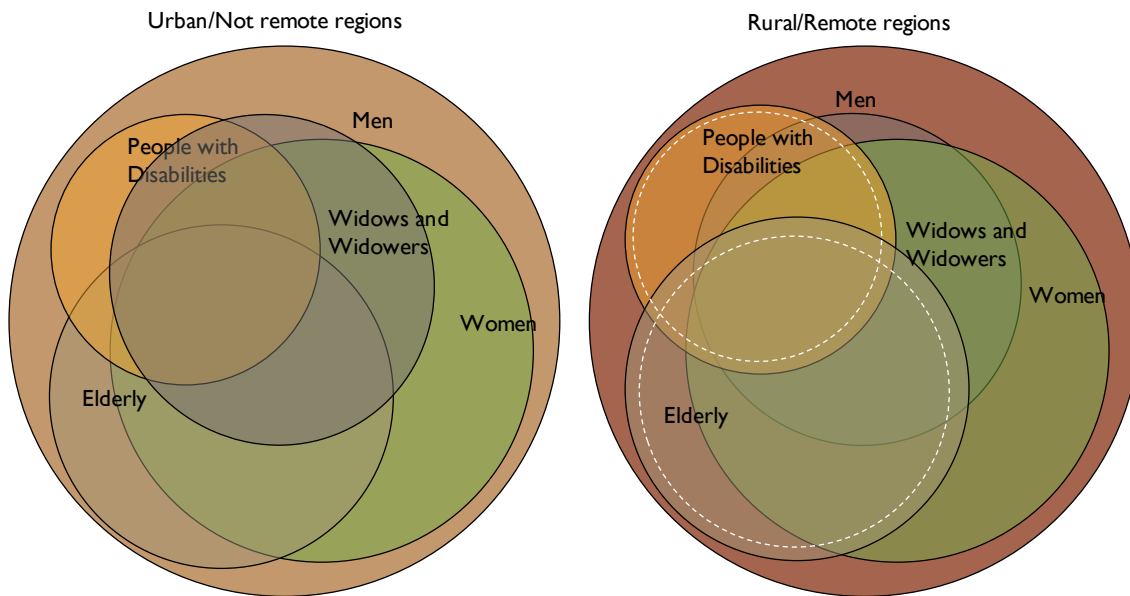 Urban/Not remote regions
Men
People with
Disabilities
Widows and
Widowers
Women
Elderly
Rural/Remote regions
Men
People with
Disabilities
Widows and
Widowers
Women
Elderly